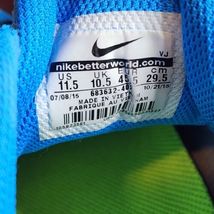 VJ
nikebetterworld.com
US UK EUR cm
11.5 10.5 45.5 29.5
07/08/15 10/21/15
MADE IN VIETNAM
FABRIQUE AU